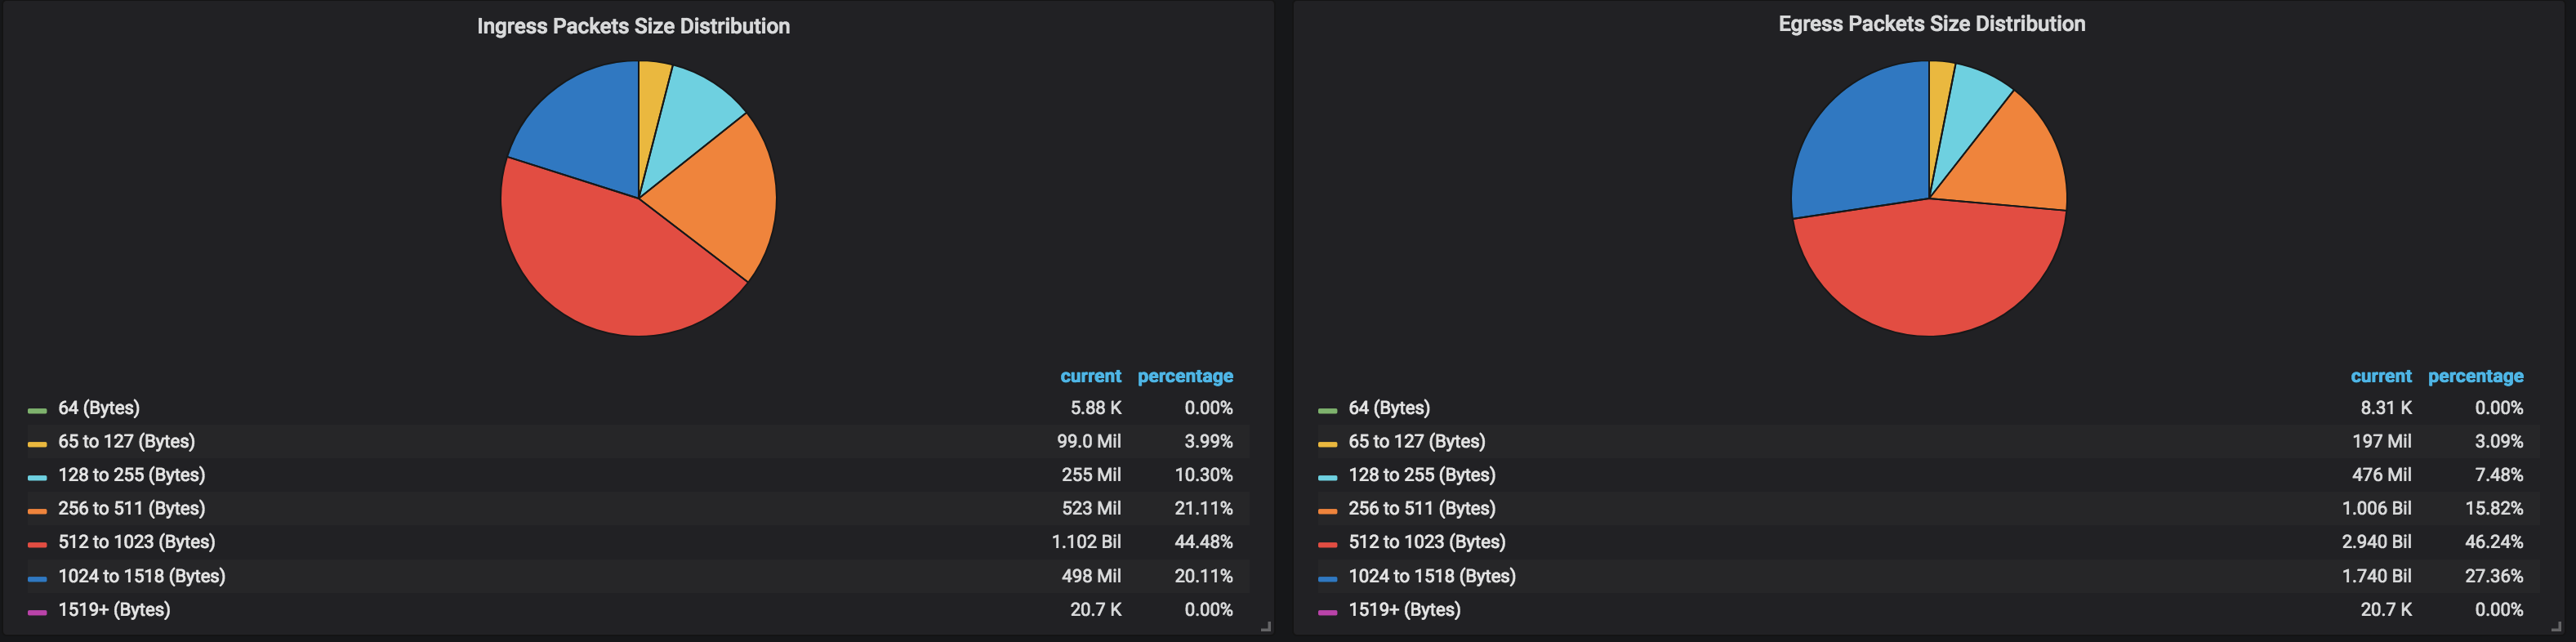 Ingress Packets Size Distribution
current percentage
64 (Bytes) 5.88 K 0.00%
65 to 127 (Bytes) 99.0 Mil 3.99%
128 to 255 (Bytes) 255 Mil 10.30%
256 to 511 (Bytes) 523 Mil 21.11%
512 to 1023 (Bytes) 1.102 Bil 44.48%
1024 to 1518 (Bytes) 498 Mil 20.11%
1519+ (Bytes) 20.7 K 0.00%
Egress Packets Size Distribution
current percentage
64 (Bytes) 8.31 K 0.00%
65 to 127 (Bytes) 197 Mil 3.09%
128 to 255 (Bytes) 476 Mil 7.48%
256 to 511 (Bytes) 1.006 Bil 15.82%
512 to 1023 (Bytes) 2.940 Bil 46.24%
1024 to 1518 (Bytes) 1.740 Bil 27.36%
1519+ (Bytes) 20.7 K 0.00%